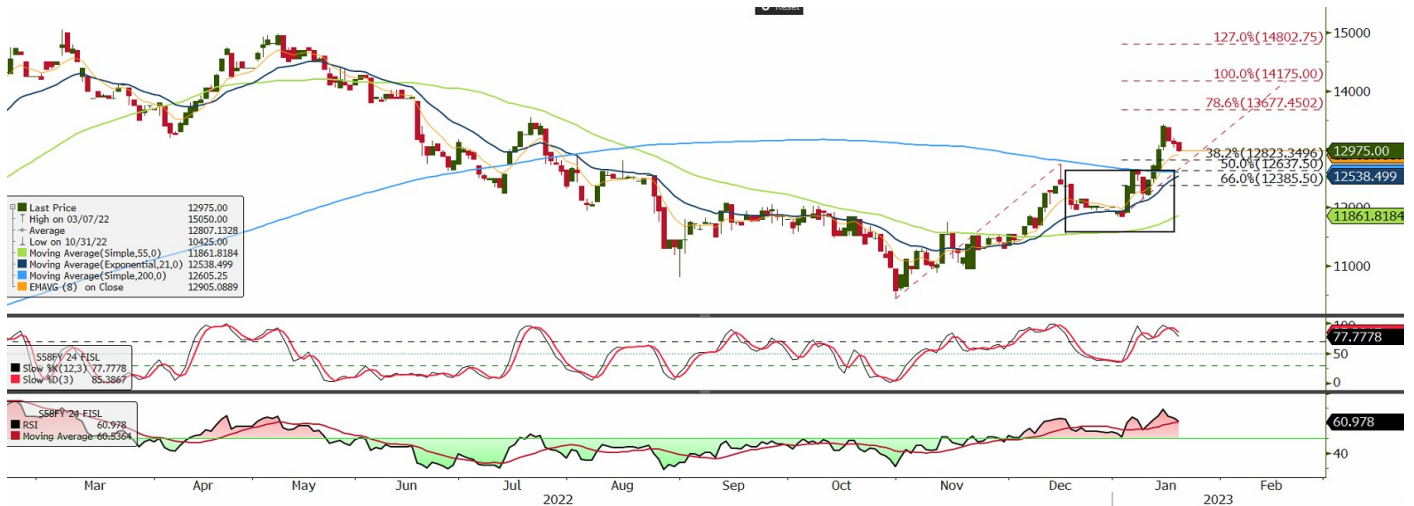 Reset
127.0%(14802.75)
100.0%(14175.00)
78.6%(13677.4502)
38.2%(12823.3496)
50.0%(12637.50)
66.0%(12385.50)
15000
14000
12975.00
12538.499
12000
11861.8184
11000
Last Price 12975.00
High on 03/07/22 15050.00
Average 12807.1328
Low on 10/31/22 10425.00
Moving Average(Simple,55,0) 11861.8184
Moving Average(Exponential,21,0) 12538.499
Moving Average(Simple,200,0) 12605.25
EMAVG (8) on Close 12905.0889
S58FY 24 FISL
Slow %K(12,3) 77.7778
Slow %D(3) 85.3867
100
77.7778
50
0
S58FY 24 FISL
RSI 60.978
Moving Average 60.5364
60.978
40
Mar Apr May Jun Jul Aug Sep Oct Nov Dec Jan Feb
2022 2023